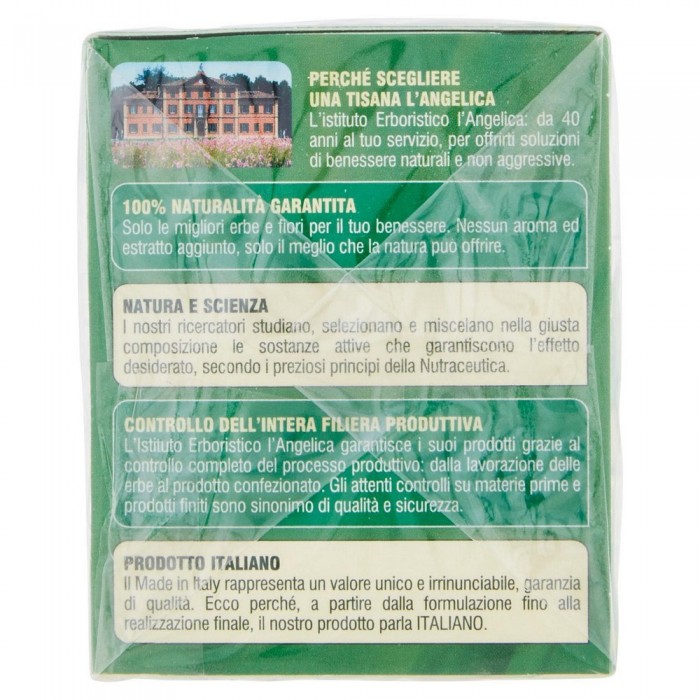 PERCHÉ SCEGLIERE
UNA TISANA L'ANGELICA
L'istituto Erboristico l'Angelica: da 40
anni al tuo servizio, per offrirti soluzioni
di benessere naturali e non aggressive.
100% NATURALITÀ GARANTITA
Solo le migliori erbe e fiori per il tuo benessere. Nessun aroma ed
estratto aggiunto, solo il meglio che la natura può offrire.
NATURA E SCIENZA
I nostri ricercatori studiano, selezionano e miscelano nella giusta
composizione le sostanze attive che garantiscono l'effetto
desiderato, secondo i preziosi principi della Nutraceutica.
CONTROLLO DELL'INTERA FILIERA PRODUTTIVA
L'Istituto Erboristico l'Angelica garantisce i suoi prodotti grazie al
controllo completo del processo produttivo: dalla lavorazione delle
erbe al prodotto confezionato. Gli attenti controlli su materie prime e
prodotti finiti sono sinonimo di qualità e sicurezza.
PRODOTTO ITALIANO
Il Made in Italy rappresenta un valore unico e irrinunciabile, garanzia
di qualità. Ecco perché, a partire dalla formulazione fino alla
realizzazione finale, il nostro prodotto parla ITALIANO.